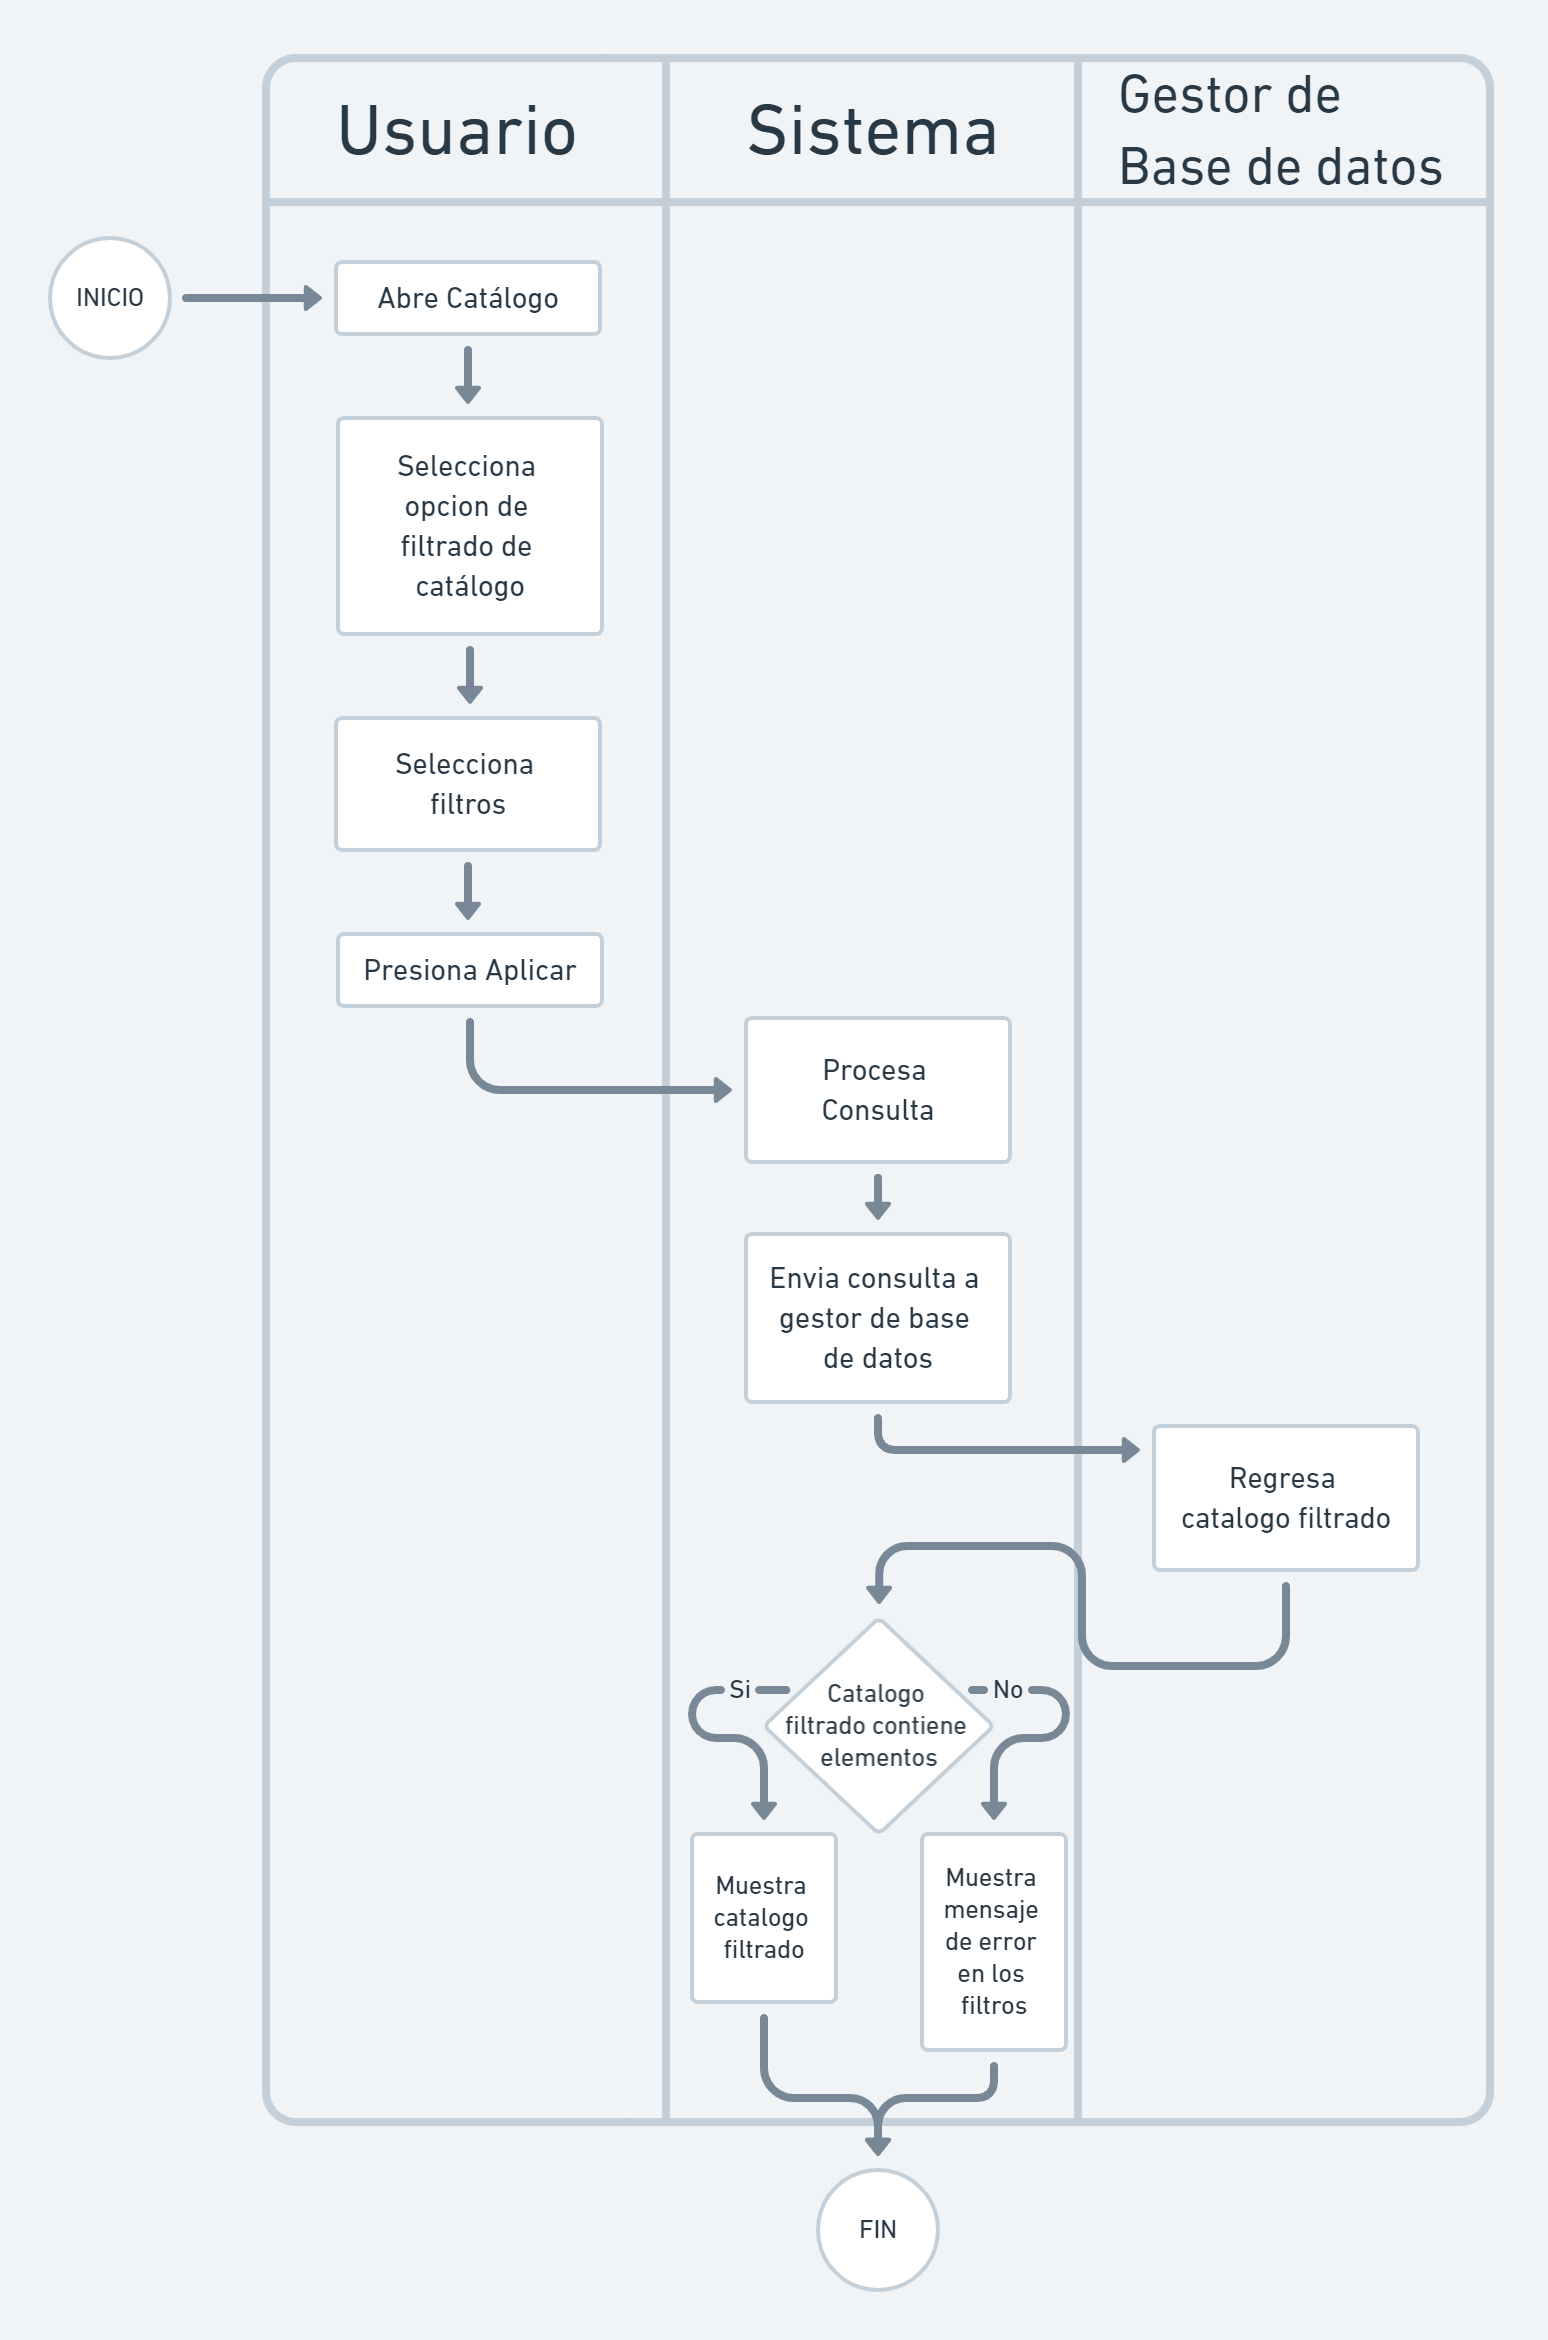 Usuario
Sistema
Gestor de
Base de datos
INICIO
Abre Catálogo
Selecciona
opcion de
filtrado de
catálogo
Selecciona
filtros
Presiona Aplicar
Procesa
Consulta
Envia consulta a
gestor de base
de datos
Regresa
catalogo filtrado
Catalogo
filtrado contiene
elementos
Si
No
Muestra
catalogo
filtrado
Muestra
mensaje
de error
en los
filtros
FIN